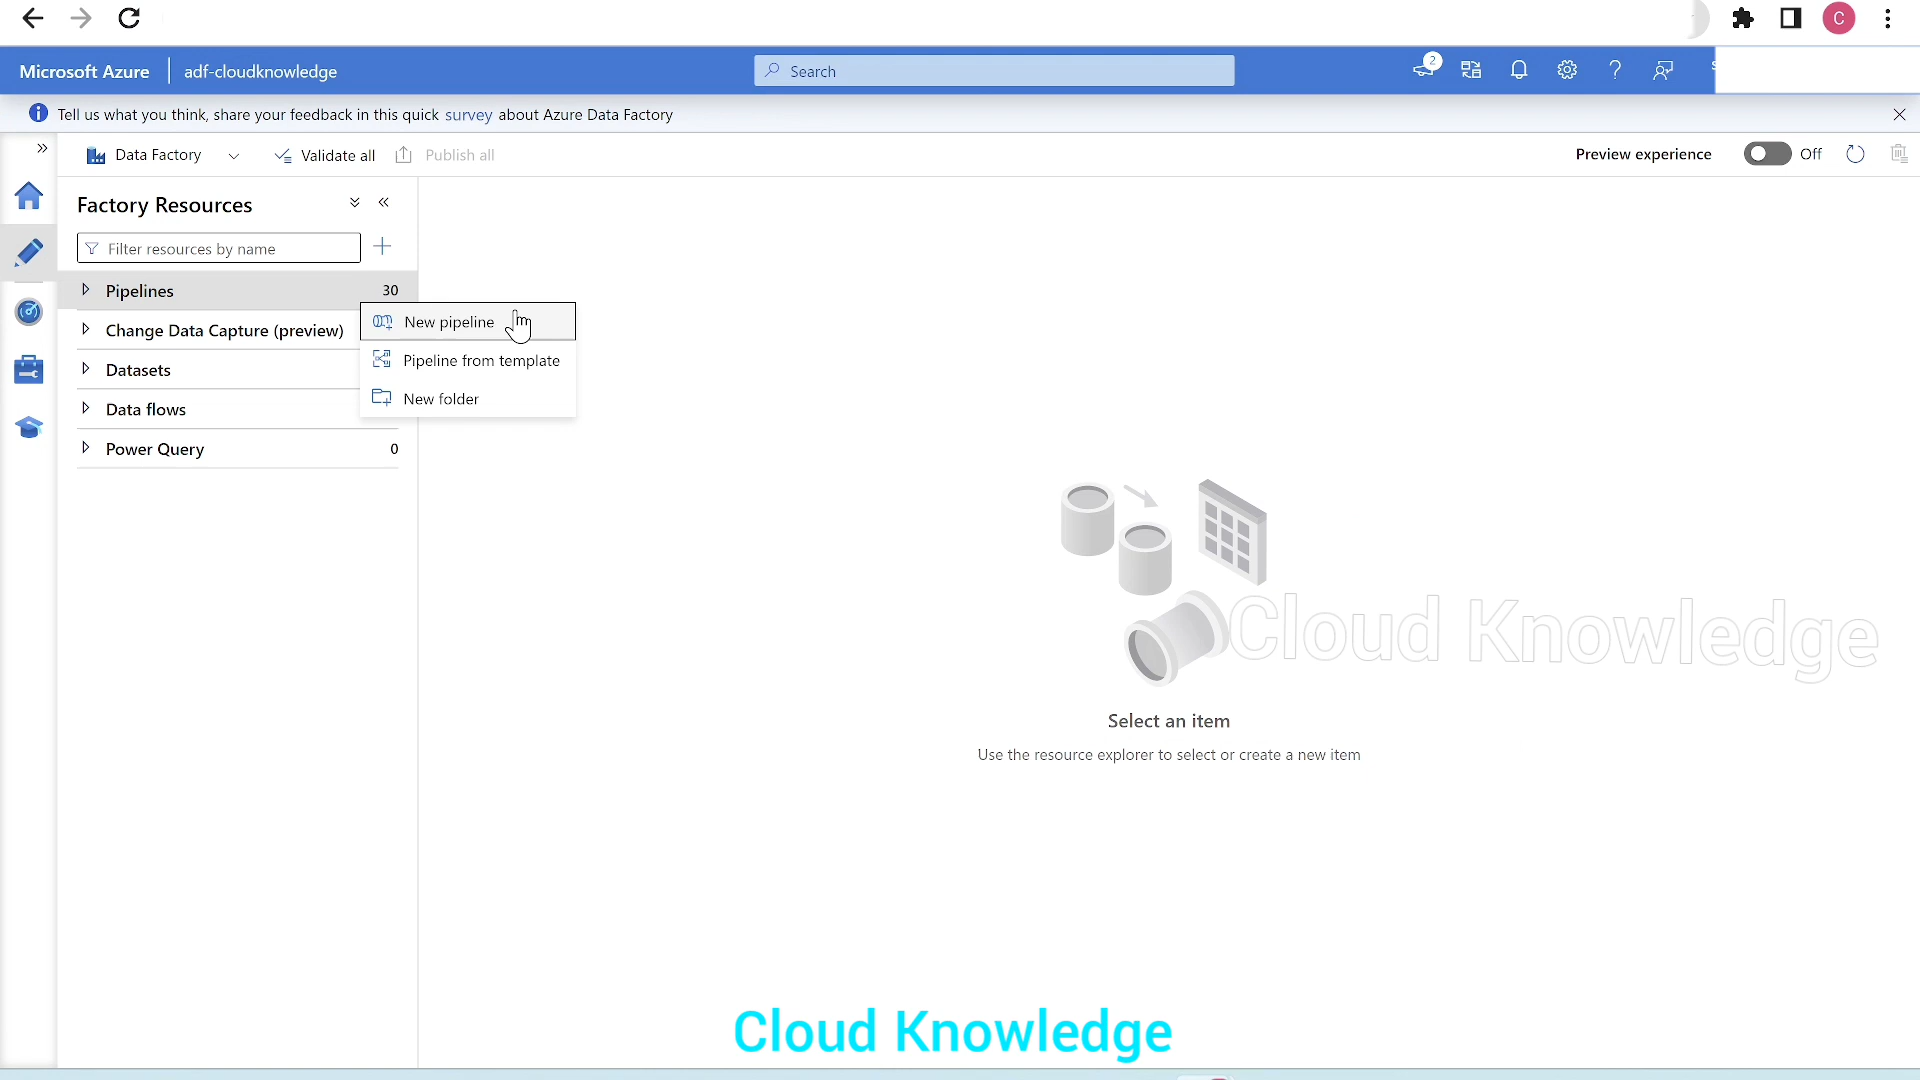 C
Microsoft Azure adf-cloudknowledge Search 2
Tell us what you think, share your feedback in this quick survey about Azure Data Factory
Data Factory Validate all Publish all Preview experience Off
Factory Resources
Filter resources by name
Pipelines 30
New pipeline
Change Data Capture (preview)
Pipeline from template
Datasets
New folder
Data flows
Power Query 0
Cloud Knowledge
Select an item
Use the resource explorer to select or create a new item
Cloud Knowledge